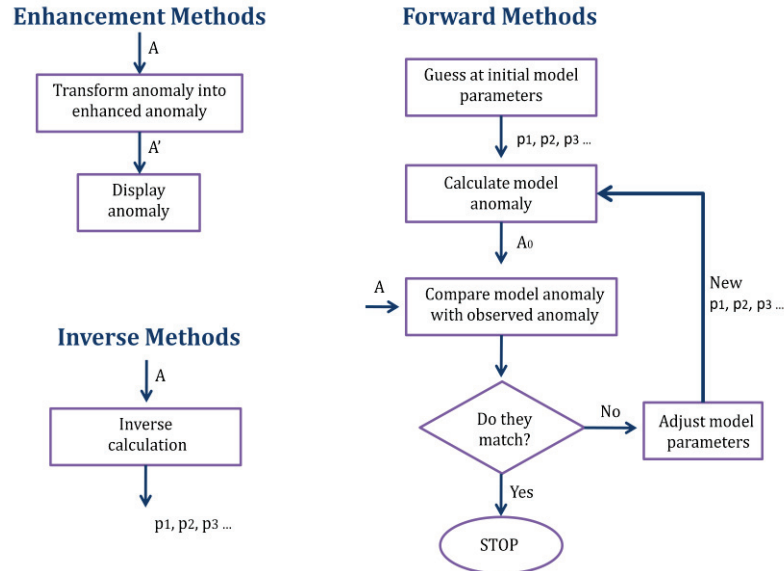 Enhancement Methods
A
Transform anomaly into
enhanced anomaly
A'
Display
anomaly
Inverse Methods
A
Inverse
calculation
p1, p2, p3 ...
Forward Methods
Guess at initial model
parameters
p1, p2, p3 ...
Calculate model
anomaly
A0
A
Compare model anomaly
with observed anomaly
Do they
match?
No
Adjust model
parameters
New
p1, p2, p3 ...
Yes
STOP